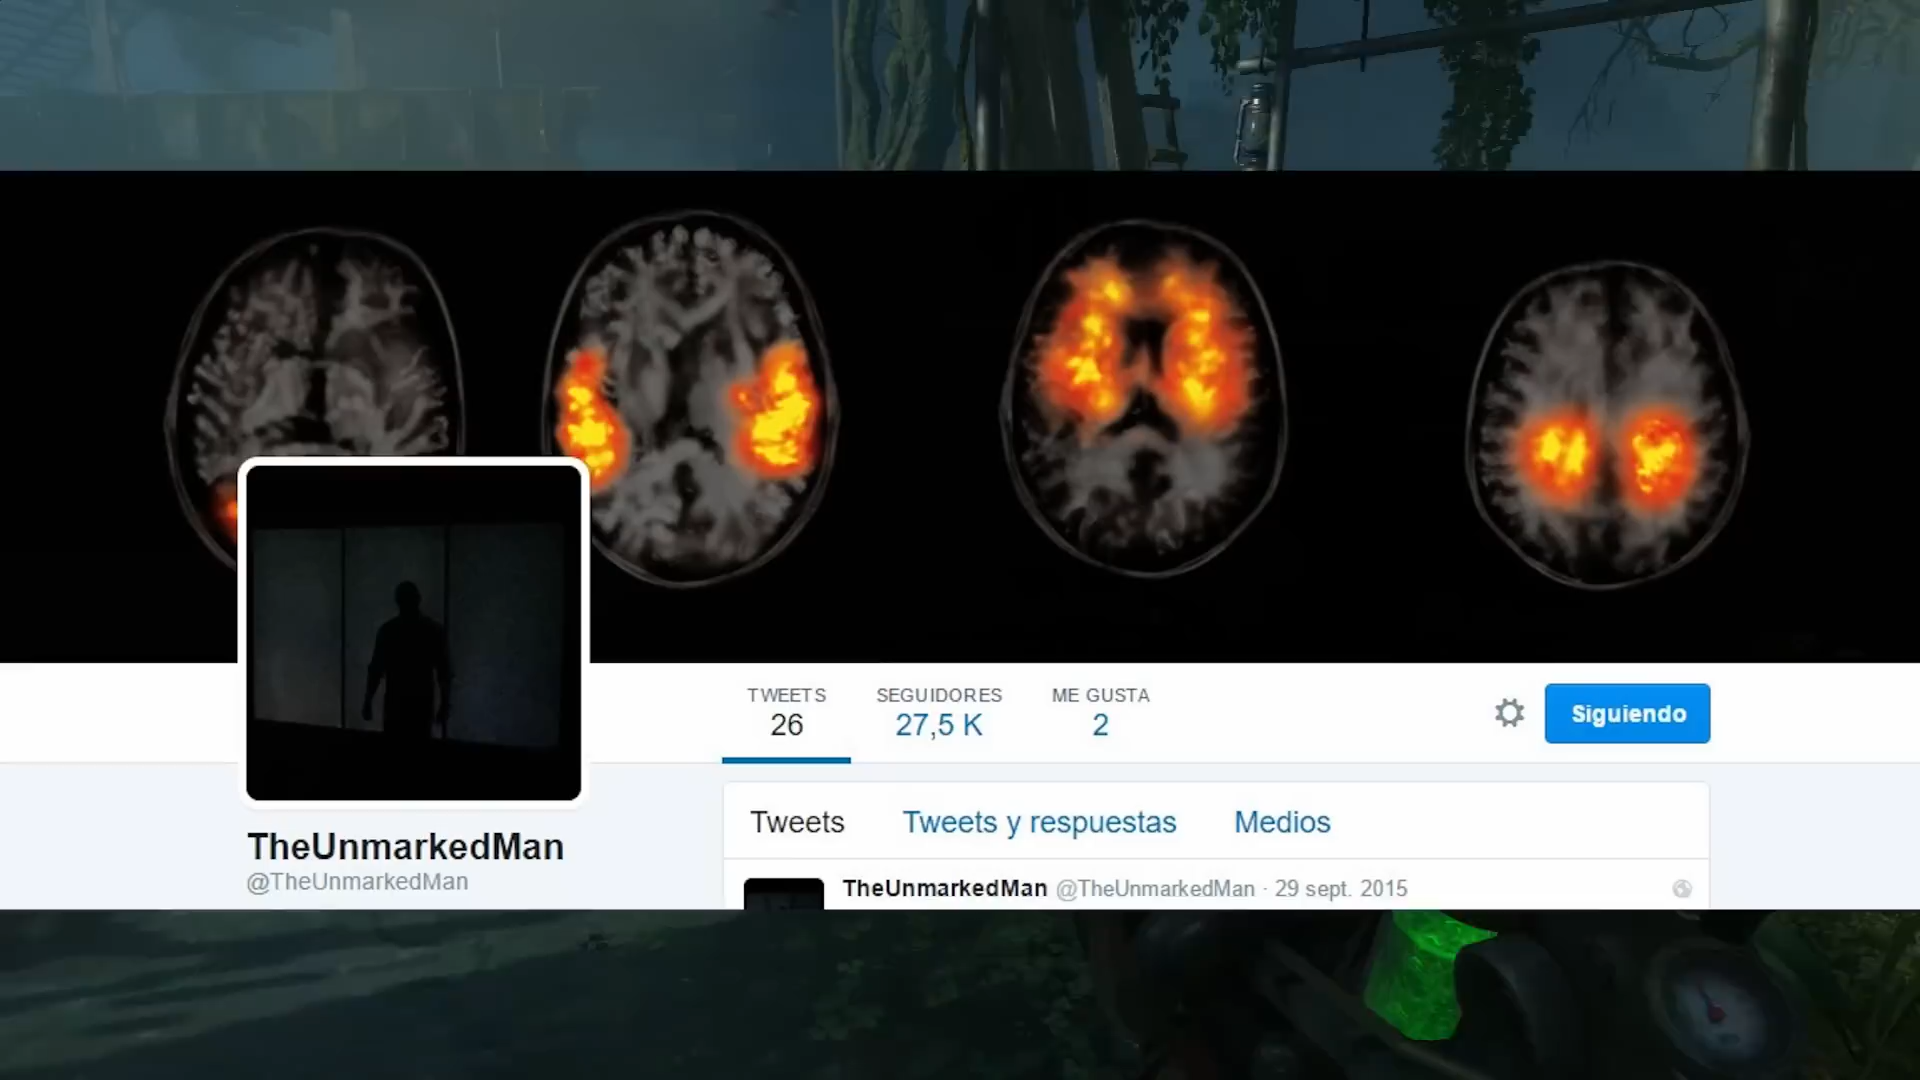 TWEETS SEGUIDORES ME GUSTA
26 27,5 K 2
Siguiendo
TheUnmarkedMan
@TheUnmarkedMan
Tweets Tweets y respuestas Medios
TheUnmarkedMan @TheUnmarkedMan · 29 sept. 2015